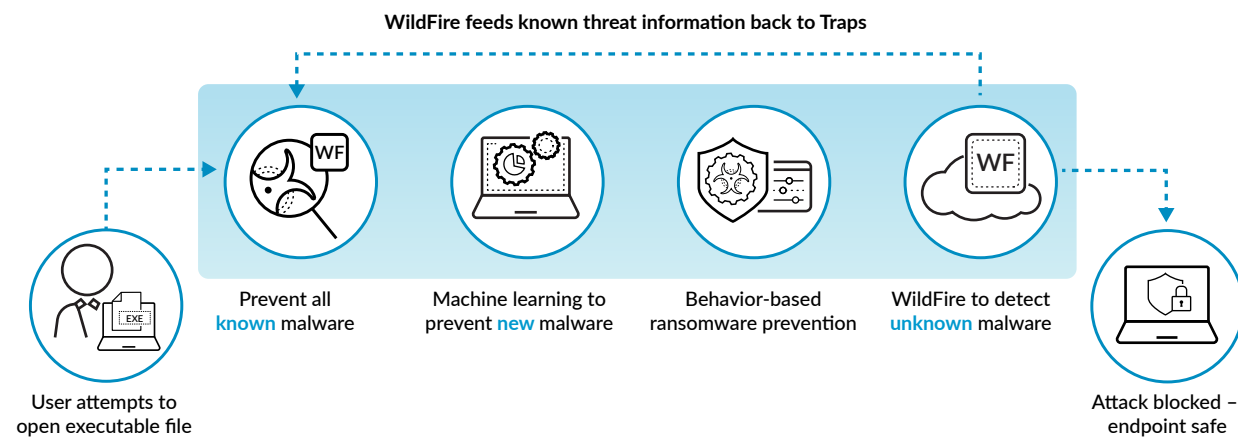 WildFire feeds known threat information back to Traps
WF
WF
EXE
Prevent all
known malware
Machine learning to
prevent new malware
Behavior-based
ransomware prevention
WildFire to detect
unknown malware
User attempts to
open executable file
Attack blocked –
endpoint safe